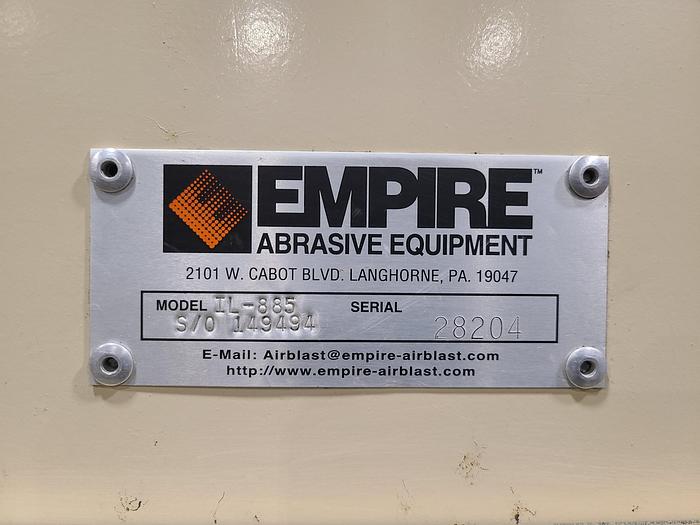 EMPIRE™
ABRASIVE EQUIPMENT
2101 W. CABOT BLVD. LANGHORNE, PA. 19047
MODEL IL-885 SERIAL
S/O 149494 28204
E-Mail: Airblast@empire-airblast.com
http://www.empire-airblast.com